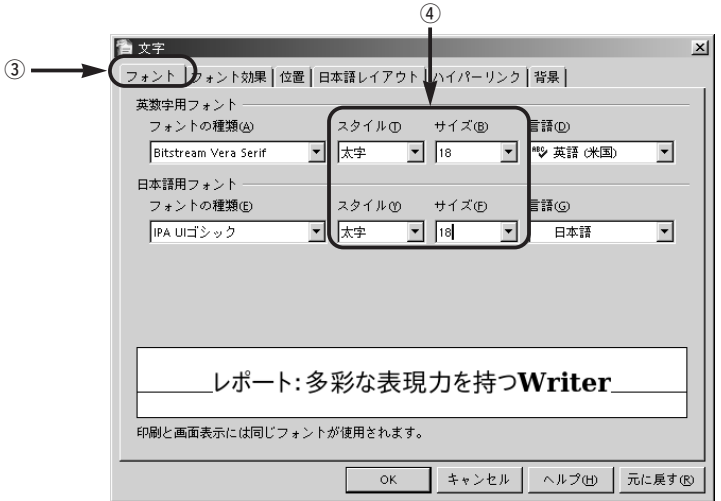 ④
文字
③
フォント フォント効果 位置 日本語レイアウト ハイパーリンク 背景
英数字用フォント
フォントの種類(A) スタイル(T) サイズ(B) 言語(D)
Bitstream Vera Serif 太字 18 ABC 英語 (米国)
日本語用フォント
フォントの種類(E) スタイル(Y) サイズ(F) 言語(G)
IPA UIゴシック 太字 18 日本語
レポート:多彩な表現力を持つWriter
印刷と画面表示には同じフォントが使用されます。
OK キャンセル ヘルプ(H) 元に戻す(R)